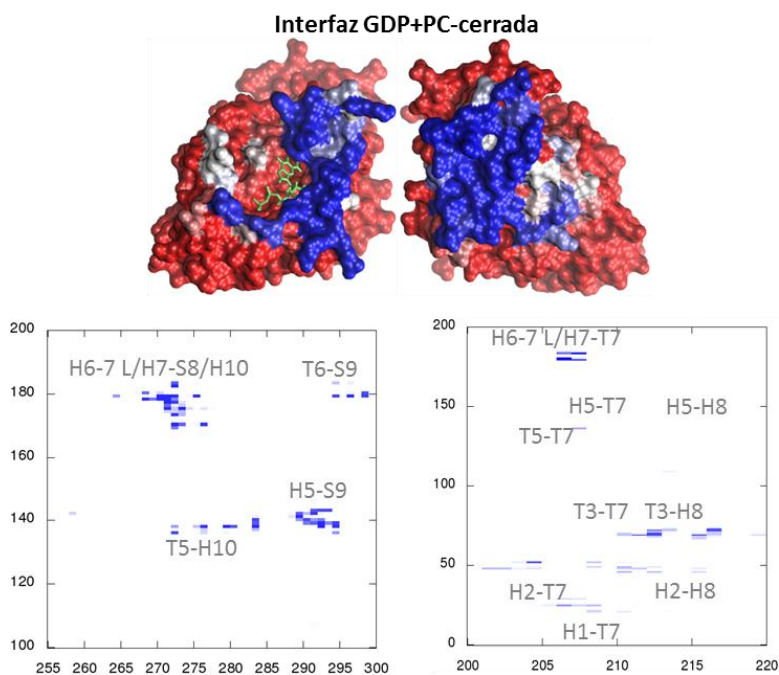 Interfaz GDP+PC-cerrada
200
180
160
140
120
100
H6-7 L/H7-S8/H10
T6-S9
H5-S9
T5-H10
255 260 265 270 275 280 285 290 295 300
200
150
100
50
0
H6-7 L/H7-T7
H5-T7
H5-H8
T5-T7
T3-T7
T3-H8
H2-T7
H2-H8
H1-T7
200 205 210 215 220